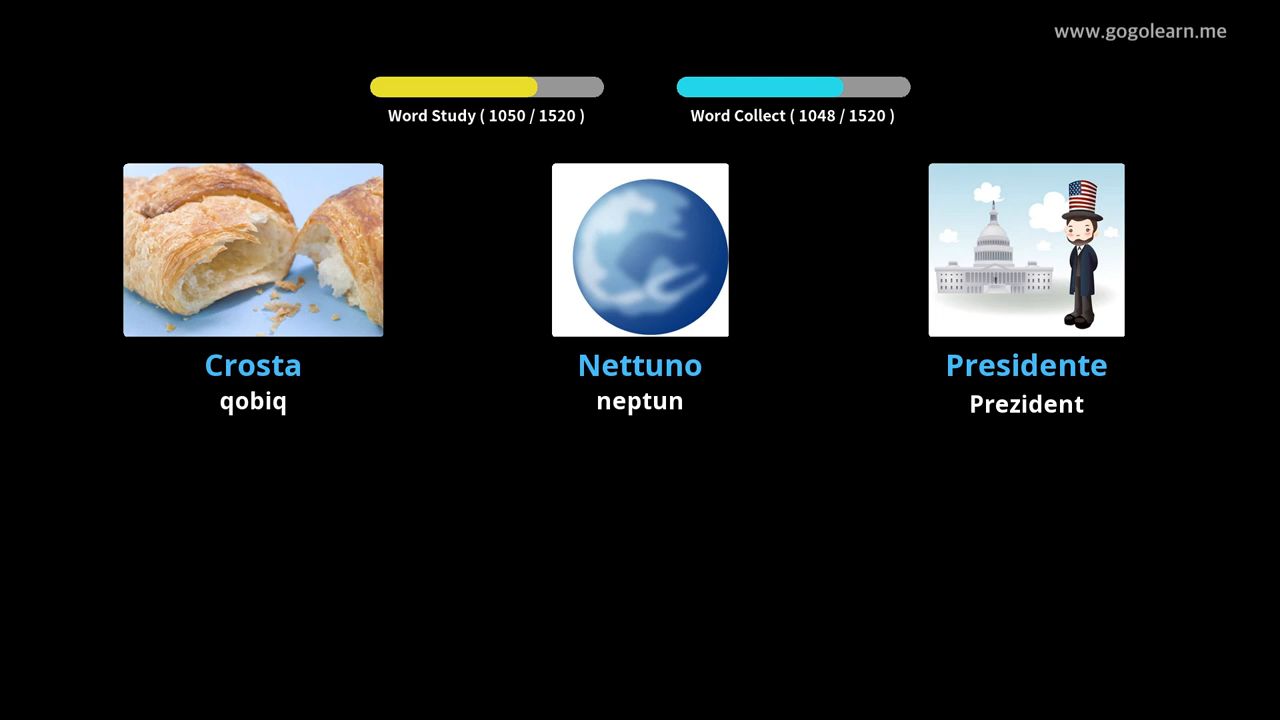 www.gogolearn.me
Word Study ( 1050 / 1520 )
Word Collect ( 1048 / 1520 )
Crosta
qobiq
Nettuno
neptun
Presidente
Prezident